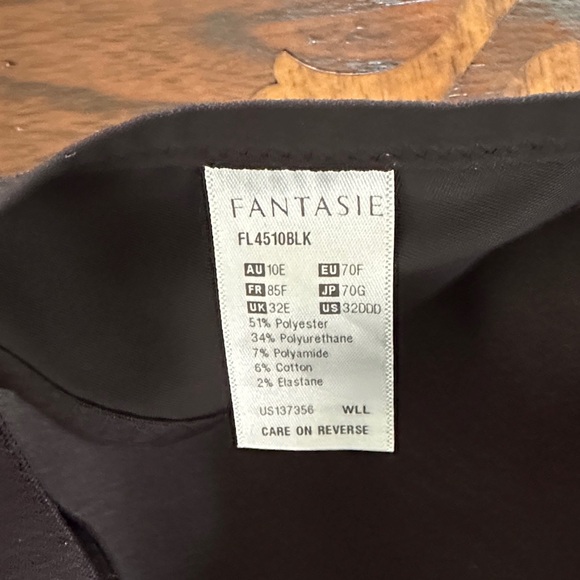 FANTASIE
FL4510BLK
AU 10E EU 70F
FR 85F JP 70G
UK 32E US 32DDD
51% Polyester
34% Polyurethane
7% Polyamide
6% Cotton
2% Elastane
US137356 WLL
CARE ON REVERSE